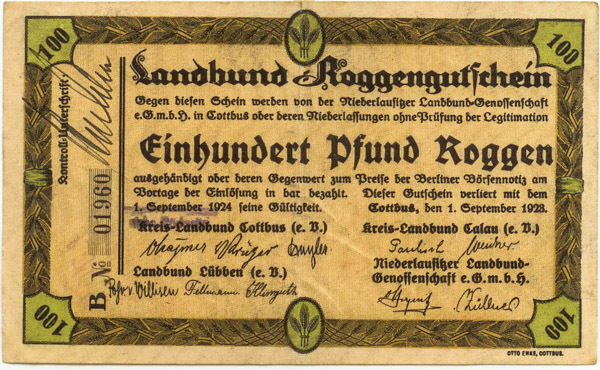 100
100
Kontroll-Unterschrift:
B No 01960
Landbund-Roggengutschein
Gegen diesen Schein werden von der Niederlausitzer Landbund-Genossenschaft
e.G.m.b.H. in Cottbus oder deren Niederlassungen ohne Prüfung der Legitimation
Einhundert Pfund Roggen
ausgehändigt oder deren Gegenwert zum Preise der Berliner Börsennotiz am
Vortage der Einlösung in bar bezahlt. Dieser Gutschein verliert mit dem
1. September 1924 seine Gültigkeit.
Cottbus, den 1. September 1923.
Kreis-Landbund Cottbus (e. V.)
Kreis-Landbund Calau (e. V.)
Landbund Lübben (e. V.)
Niederlausitzer Landbund-
Genossenschaft e.G.m.b.H.
100
100
OTTO ENKE, COTTBUS.